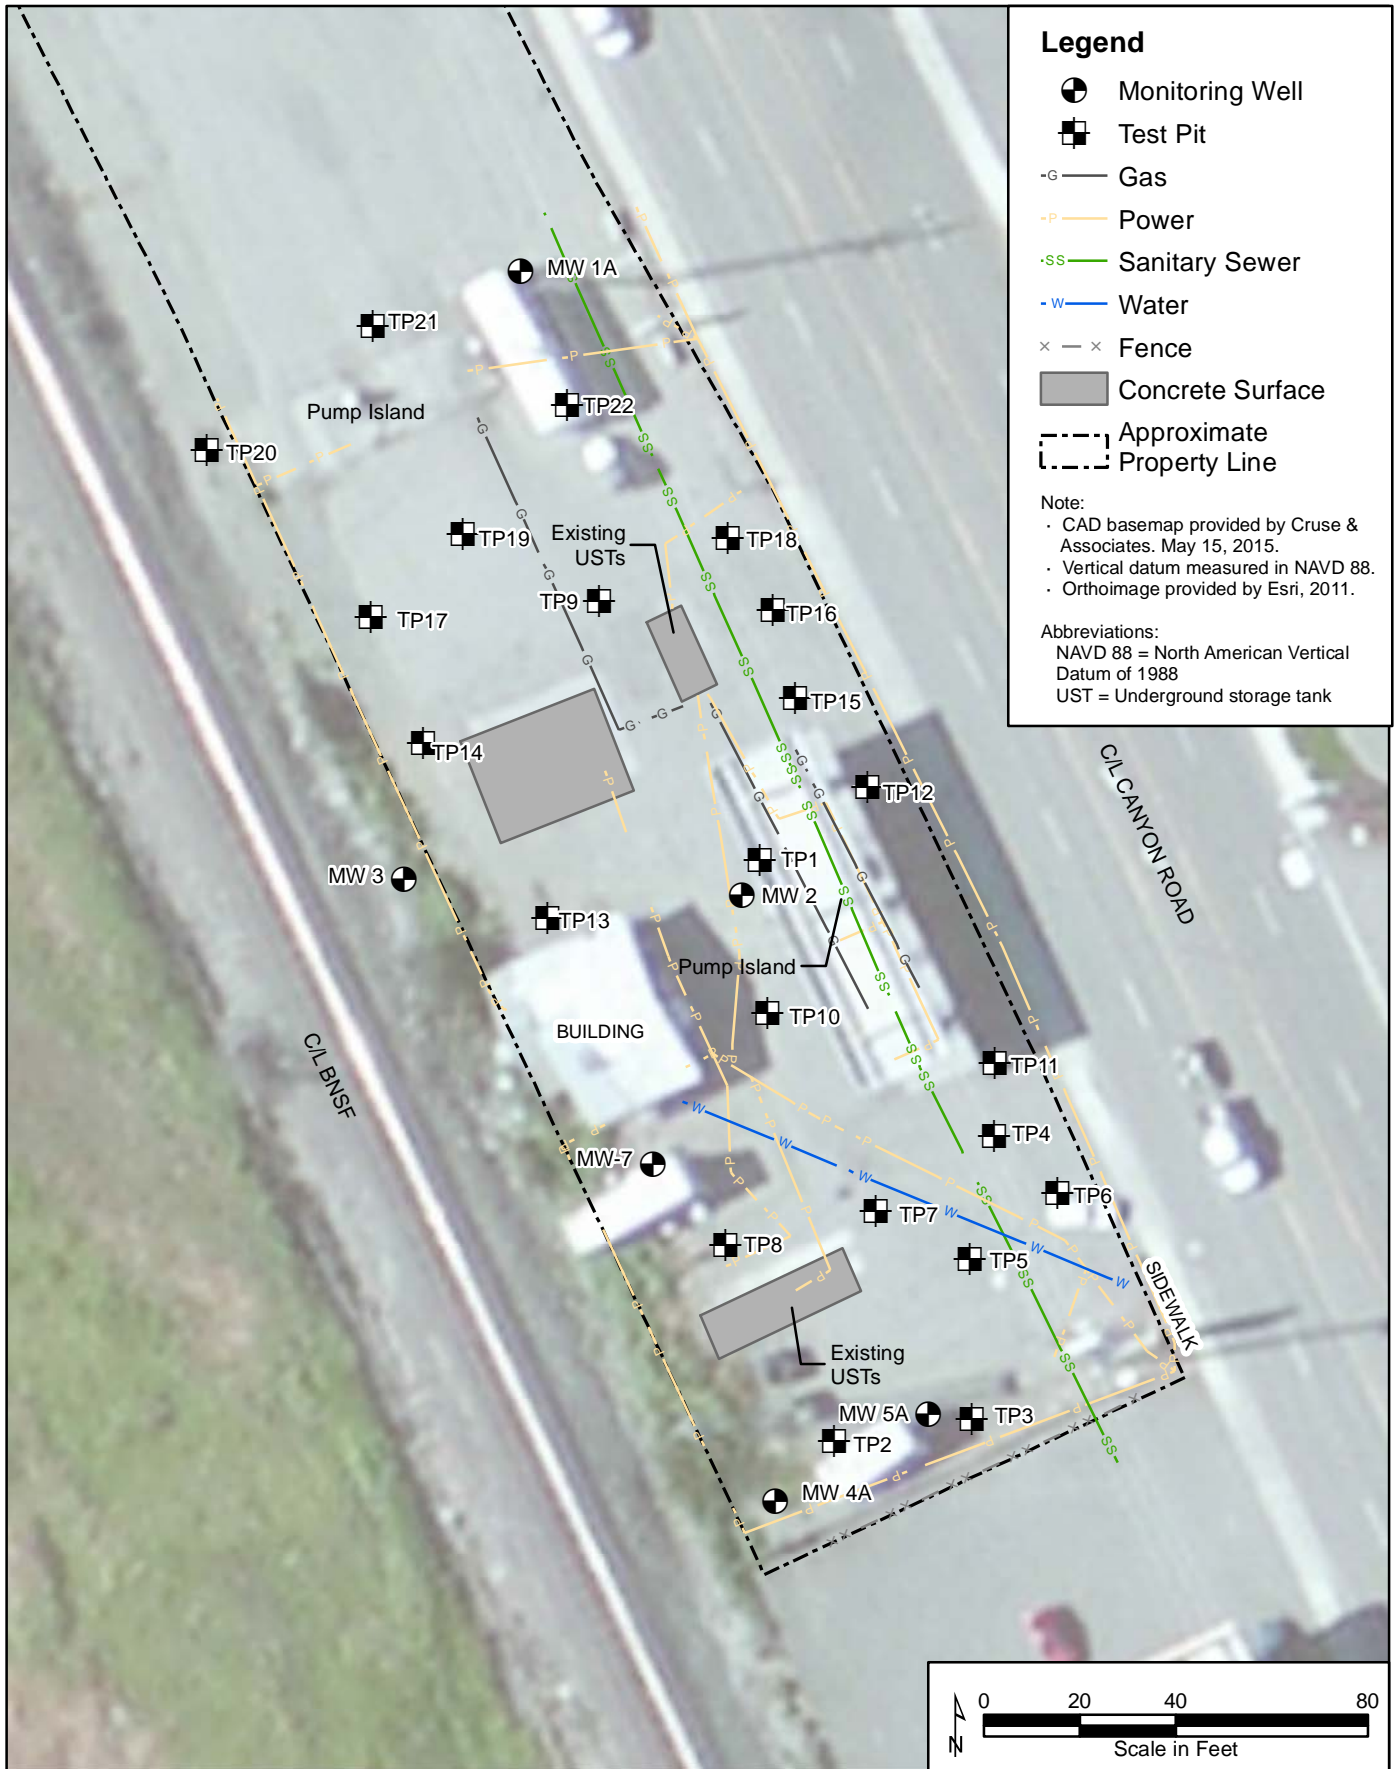 Legend
Monitoring Well
Test Pit
G
Gas
P
Power
SS
Sanitary Sewer
W
Water
Fence
Concrete Surface
Approximate
Property Line
Note:
· CAD basemap provided by Cruse &
Associates. May 15, 2015.
· Vertical datum measured in NAVD 88.
· Orthoimage provided by Esri, 2011.
Abbreviations:
NAVD 88 = North American Vertical
Datum of 1988
UST = Underground storage tank
MW 1A
TP21
TP22
Pump Island
TP20
TP19
Existing
USTs
TP18
TP9
TP16
TP17
TP15
TP14
TP12
C/L CANYON ROAD
TP1
MW 3
MW 2
TP13
Pump Island
TP10
BUILDING
C/L BNSF
TP11
TP4
MW-7
TP6
TP7
TP8
TP5
SIDEWALK
Existing
USTs
MW 5A
TP3
TP2
MW 4A
N
0 20 40 80
Scale in Feet